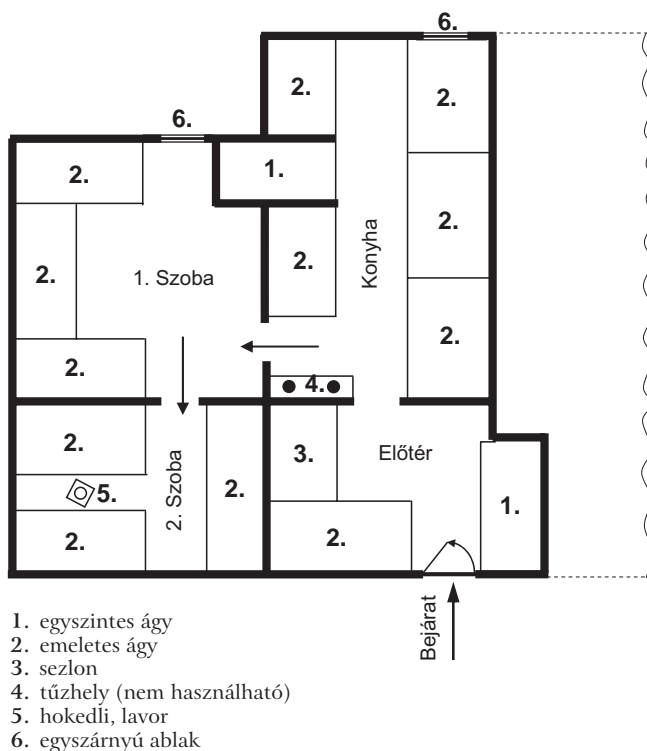 6.
2.
2.
6.
2.
1.
2.
2.
2.
1. Szoba
Konyha
2.
2.
4.
2.
3.
Előtér
5.
2. Szoba
2.
1.
2.
2.
Bejárat
1. egyszintes ágy
2. emeletes ágy
3. sezlon
4. tűzhely (nem használható)
5. hokedli, lavor
6. egyszárnyú ablak